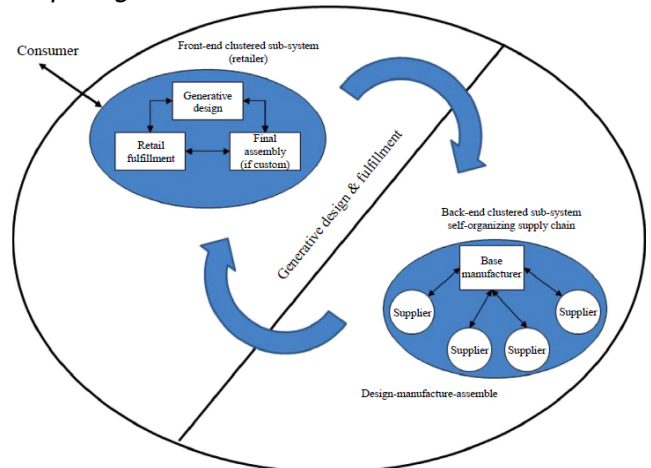 Consumer
Front-end clustered sub-system
(retailer)
Generative
design
Retail
fulfillment
Final
assembly
(if custom)
Generative design & fulfillment
Back-end clustered sub-system
self-organizing supply chain
Base
manufacturer
Supplier
Supplier
Supplier
Supplier
Design-manufacture-assemble